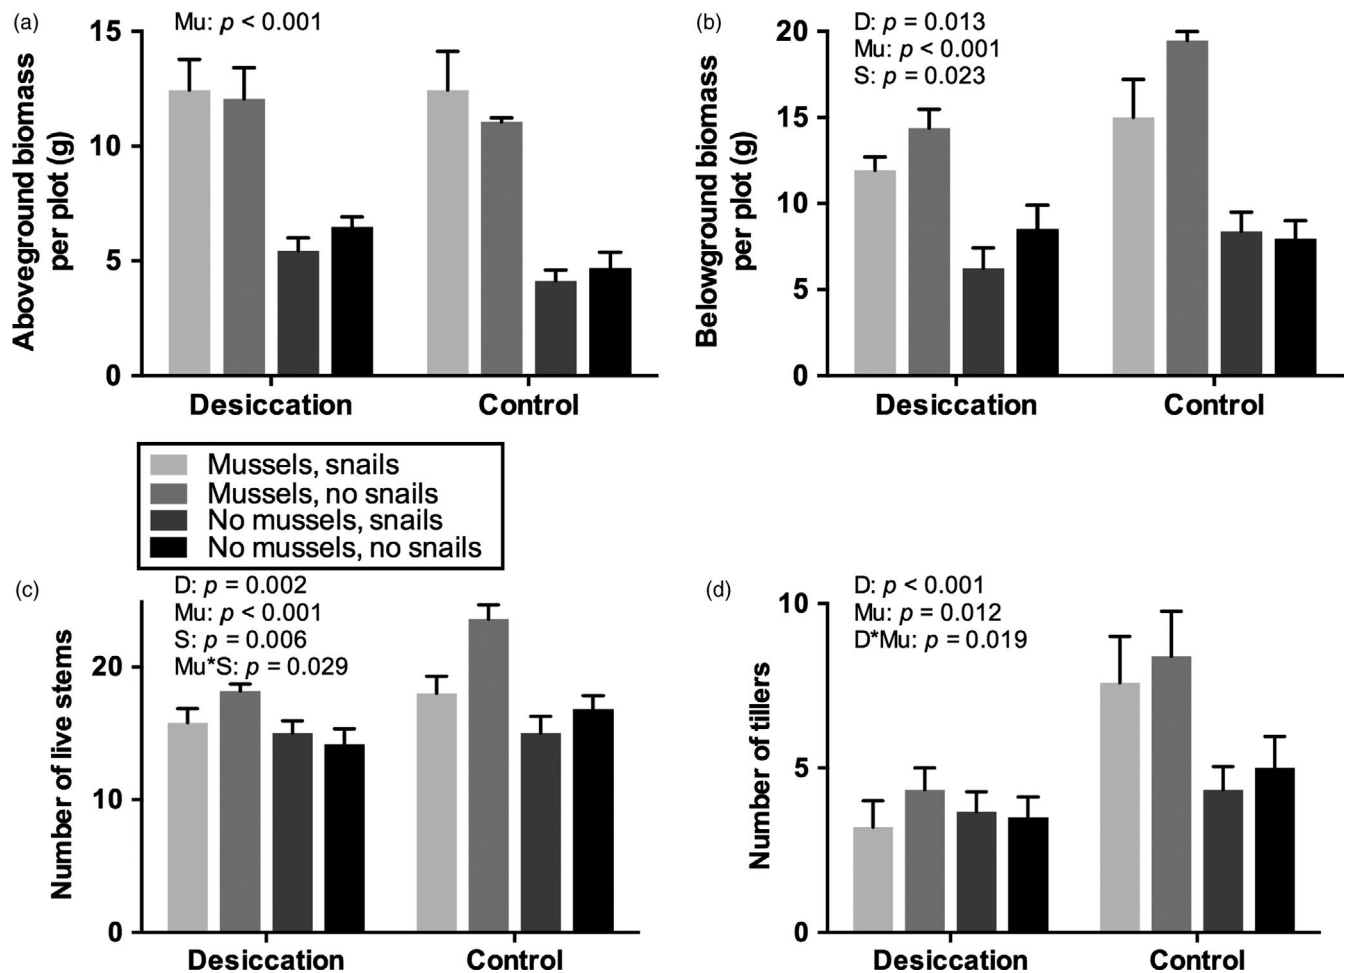 (a)
Mu: p < 0.001
Aboveground biomass
per plot (g)
15
10
5
0
Desiccation
Control
(b)
D: p = 0.013
Mu: p < 0.001
S: p = 0.023
Belowground biomass
per plot (g)
20
15
10
5
0
Desiccation
Control
Mussels, snails
Mussels, no snails
No mussels, snails
No mussels, no snails
(c)
D: p = 0.002
Mu: p < 0.001
S: p = 0.006
Mu*S: p = 0.029
Number of live stems
20
10
0
Desiccation
Control
(d)
D: p < 0.001
Mu: p = 0.012
D*Mu: p = 0.019
Number of tillers
10
5
0
Desiccation
Control